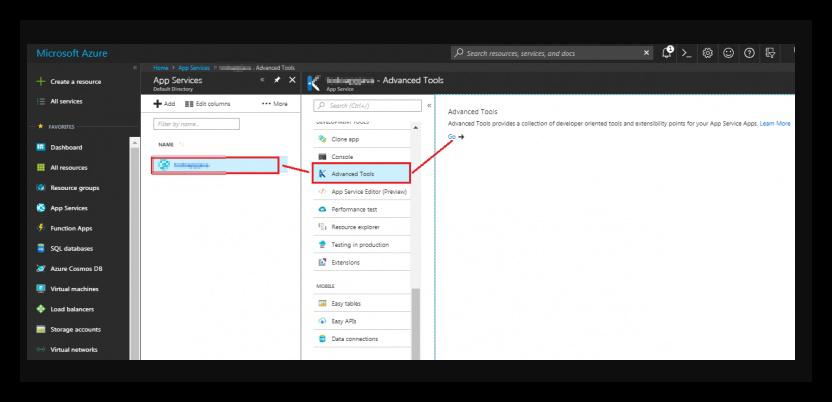 Microsoft Azure
Search resources, services, and docs
1
Home > App Services > - Advanced Tools
Create a resource
All services
FAVORITES
Dashboard
All resources
Resource groups
App Services
Function Apps
SQL databases
Azure Cosmos DB
Virtual machines
Load balancers
Storage accounts
Virtual networks
App Services
Default Directory
Add
Edit columns
More
Filter by name...
NAME
- Advanced Tools
App Service
Search (Ctrl+/)
DEVELOPMENT TOOLS
Clone app
Console
Advanced Tools
App Service Editor (Preview)
Performance test
Resource explorer
Testing in production
Extensions
MOBILE
Easy tables
Easy APIs
Data connections
Advanced Tools
Advanced Tools provides a collection of developer oriented tools and extensibility points for your App Service Apps. Learn More
Go →